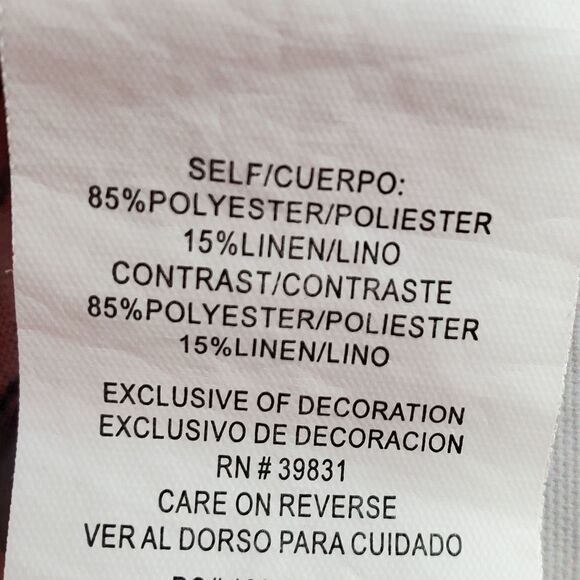 SELF/CUERPO:
85%POLYESTER/POLIESTER
15%LINEN/LINO
CONTRAST/CONTRASTE
85%POLYESTER/POLIESTER
15%LINEN/LINO
EXCLUSIVE OF DECORATION
EXCLUSIVO DE DECORACION
RN # 39831
CARE ON REVERSE
VER AL DORSO PARA CUIDADO